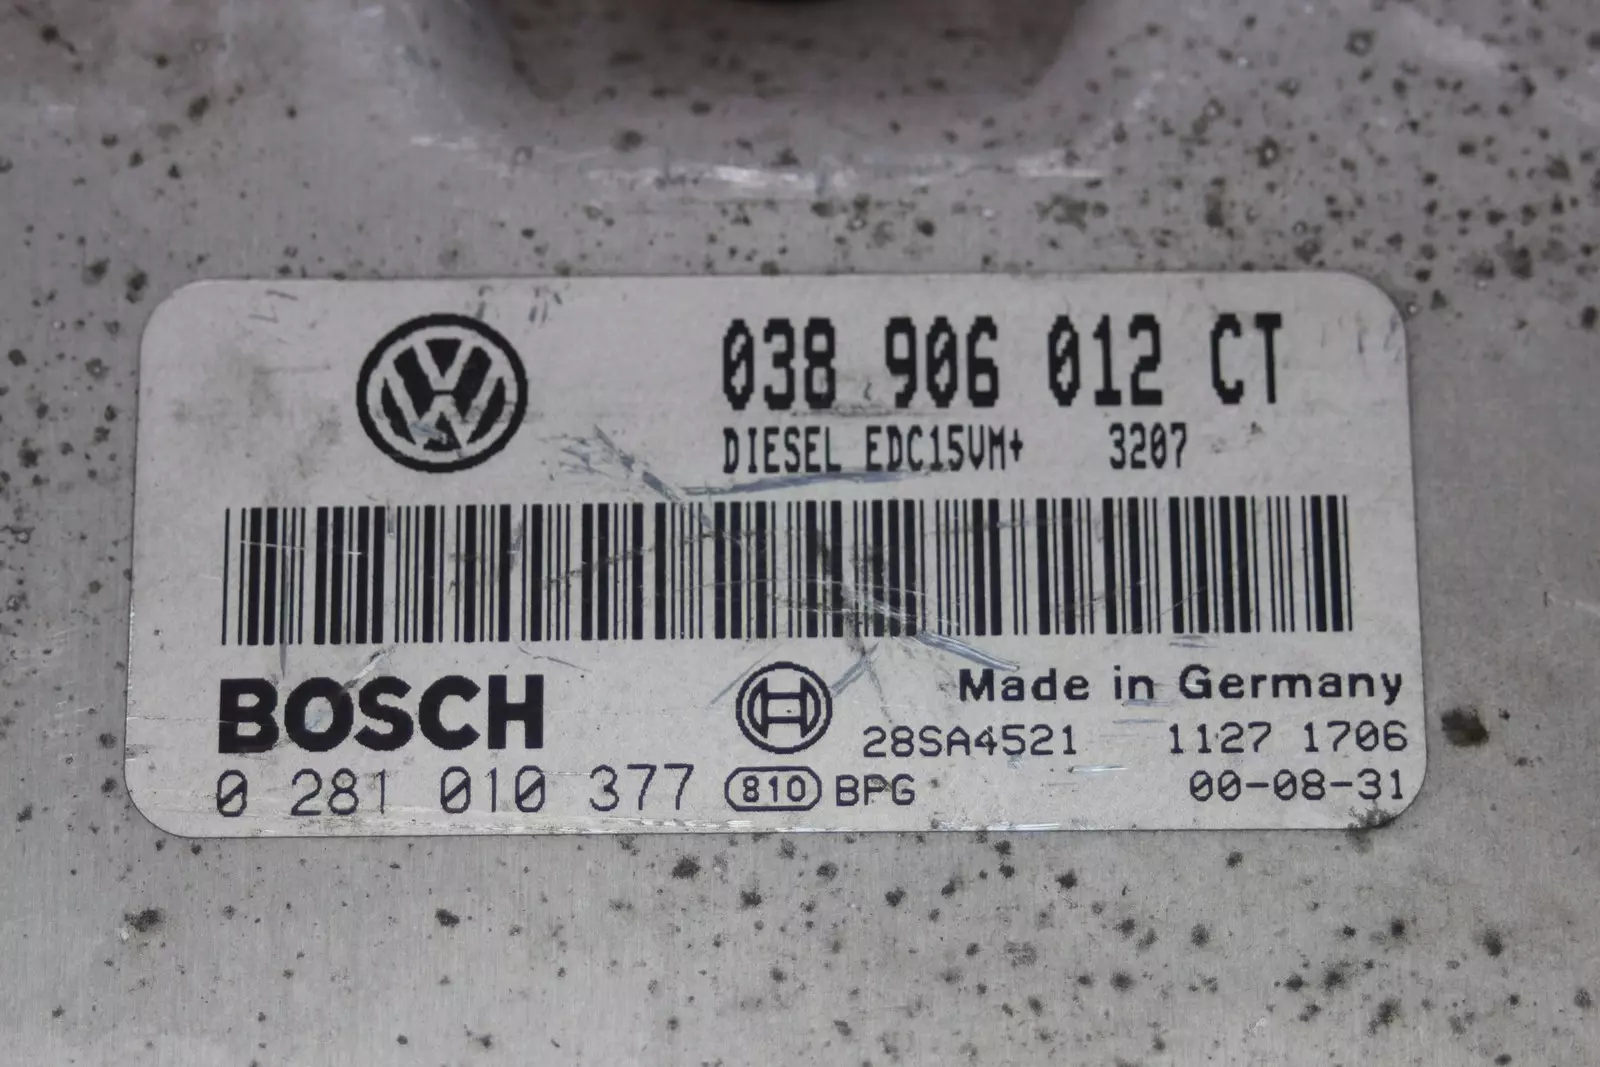 038 906 012 CT
DIESEL EDC15VM+ 3207
BOSCH
Made in Germany
28SA4521 1127 1706
0 281 010 377 810 BPG 00-08-31